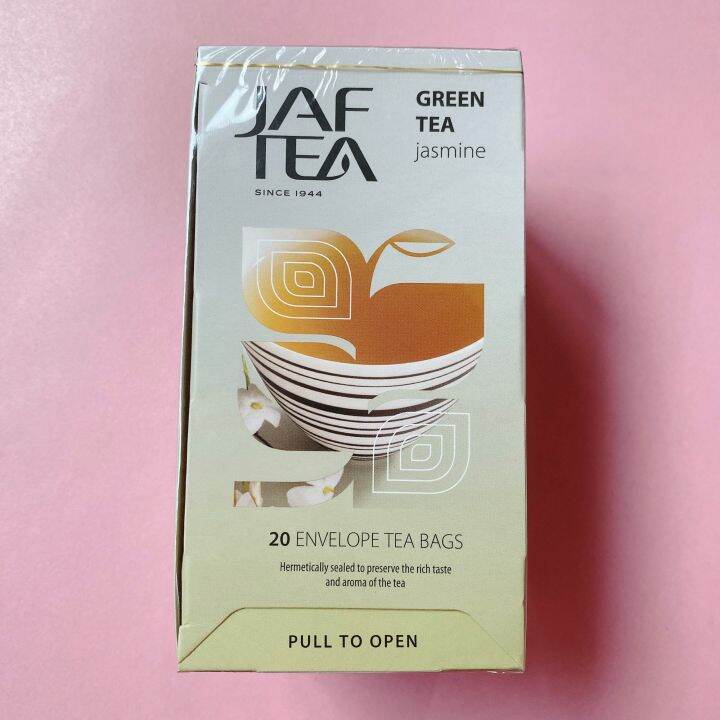 JAF
TEA
SINCE 1944
GREEN
TEA
jasmine
20 ENVELOPE TEA BAGS
Hermetically sealed to preserve the rich taste
and aroma of the tea
PULL TO OPEN